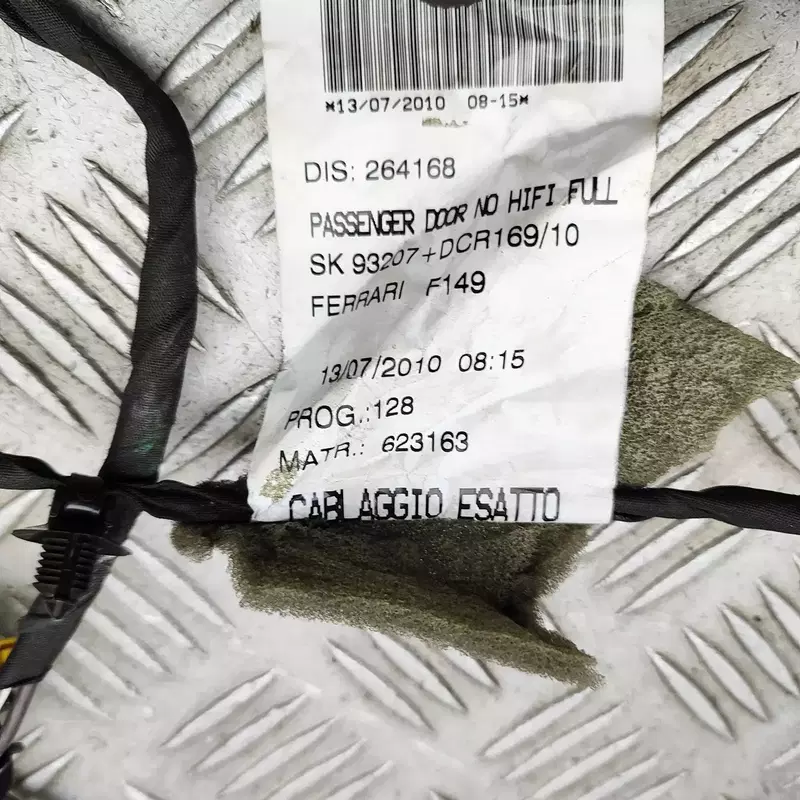 *13/07/2010 08-15*
DIS: 264168
PASSENGER DOOR NO HIFI FULL
SK 93207+DCR169/10
FERRARI F149
13/07/2010 08:15
PROG.:128
MATR.: 623163
CABLAGGIO ESATTO